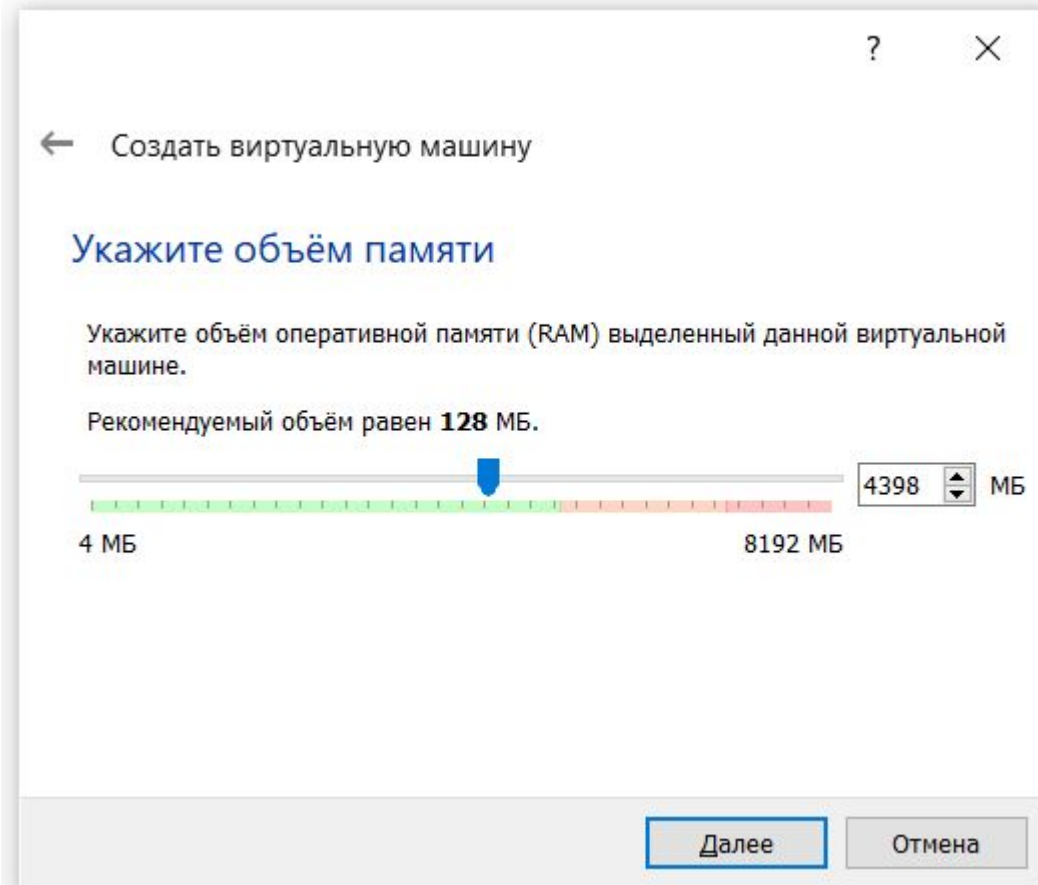 ?
Создать виртуальную машину
Укажите объём памяти
Укажите объём оперативной памяти (RAM) выделенный данной виртуальной
машине.
Рекомендуемый объём равен 128 МБ.
4398 МБ
4 МБ 8192 МБ
Далее Отмена